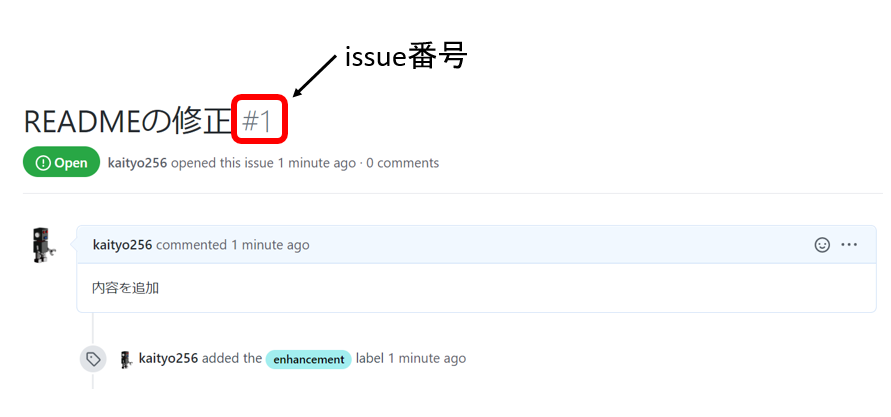 issue番号
READMEの修正 #1
Open kaityo256 opened this issue 1 minute ago · 0 comments
kaityo256 commented 1 minute ago
内容を追加
kaityo256 added the enhancement label 1 minute ago